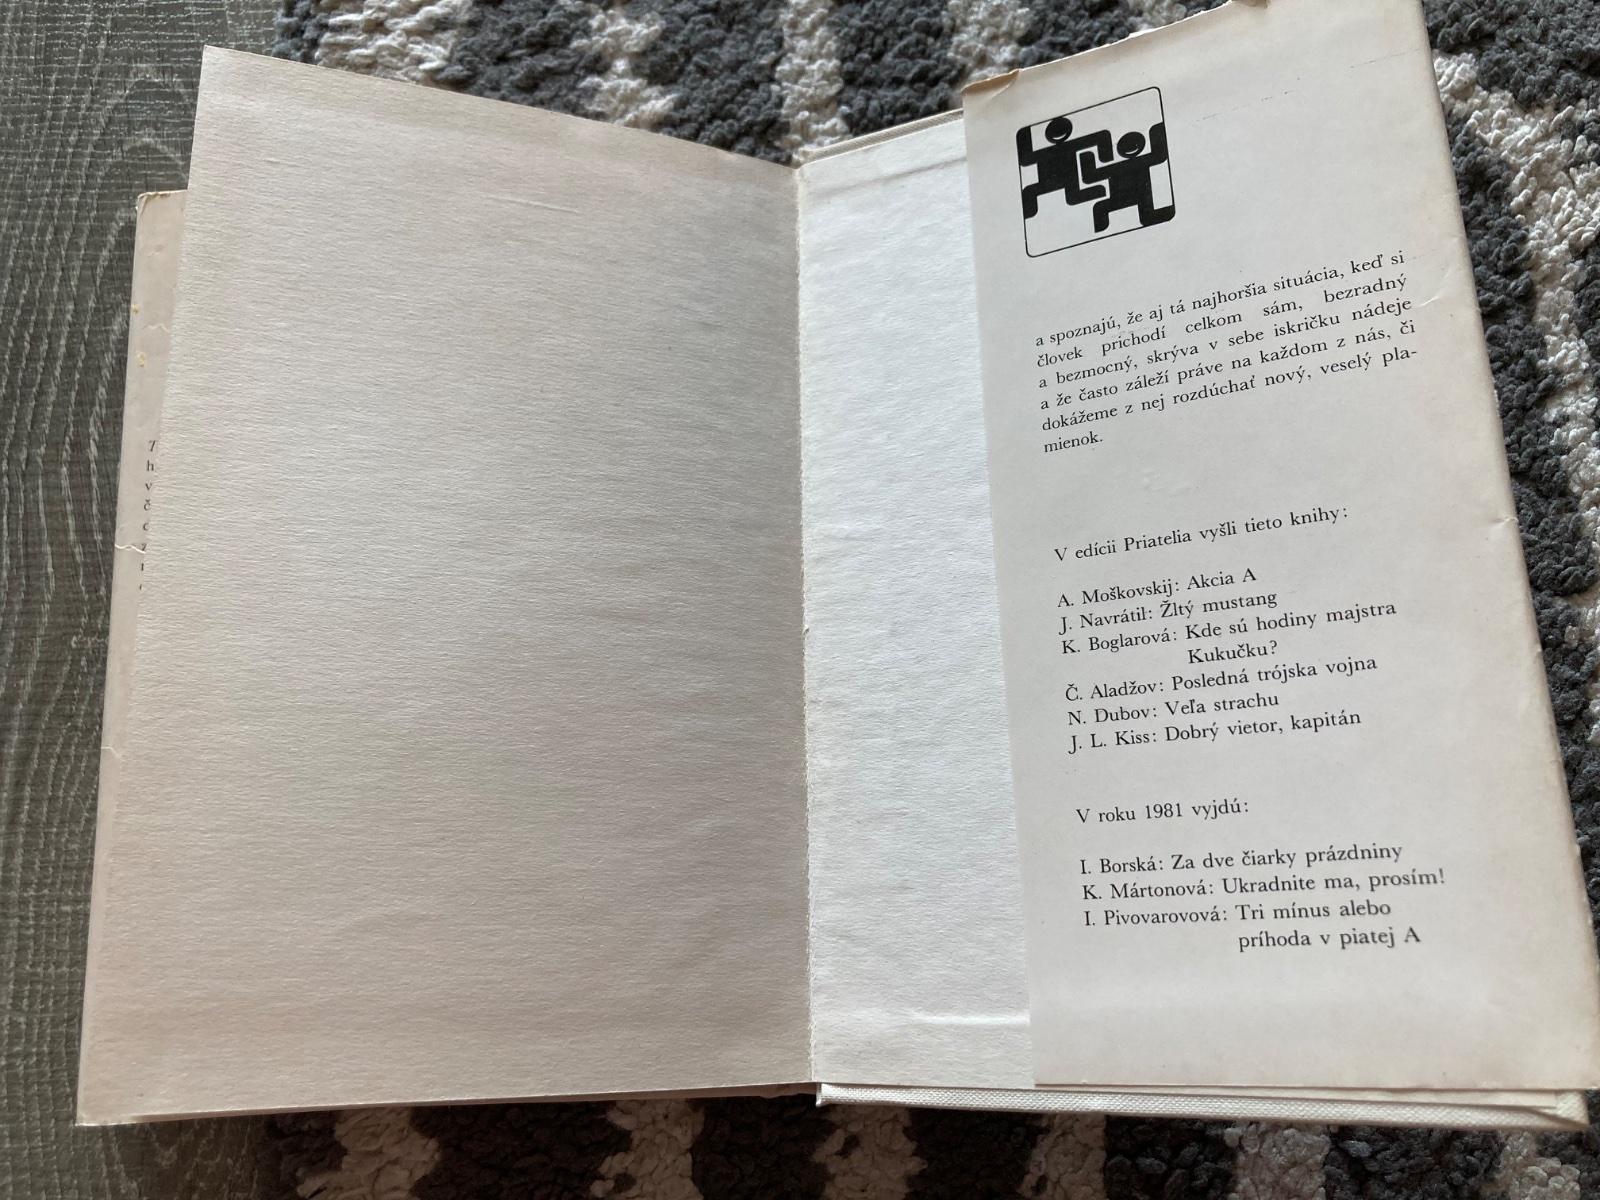 7
h
v
č
d
z
a spoznajú, že aj tá najhoršia situácia, keď si
človek prichodí celkom sám, bezradný
a bezmocný, skrýva v sebe iskričku nádeje
a že často záleží práve na každom z nás, či
dokážeme z nej rozdúchať nový, veselý pla-
mienok.
V edícii Priatelia vyšli tieto knihy:
A. Moškovskij: Akcia A
J. Navrátil: Žltý mustang
K. Boglarová: Kde sú hodiny majstra
Kukučku?
Č. Aladžov: Posledná trójska vojna
N. Dubov: Veľa strachu
J. L. Kiss: Dobrý vietor, kapitán
V roku 1981 vyjdú:
I. Borská: Za dve čiarky prázdniny
K. Mártonová: Ukradnite ma, prosím!
I. Pivovarovová: Tri mínus alebo
príhoda v piatej A